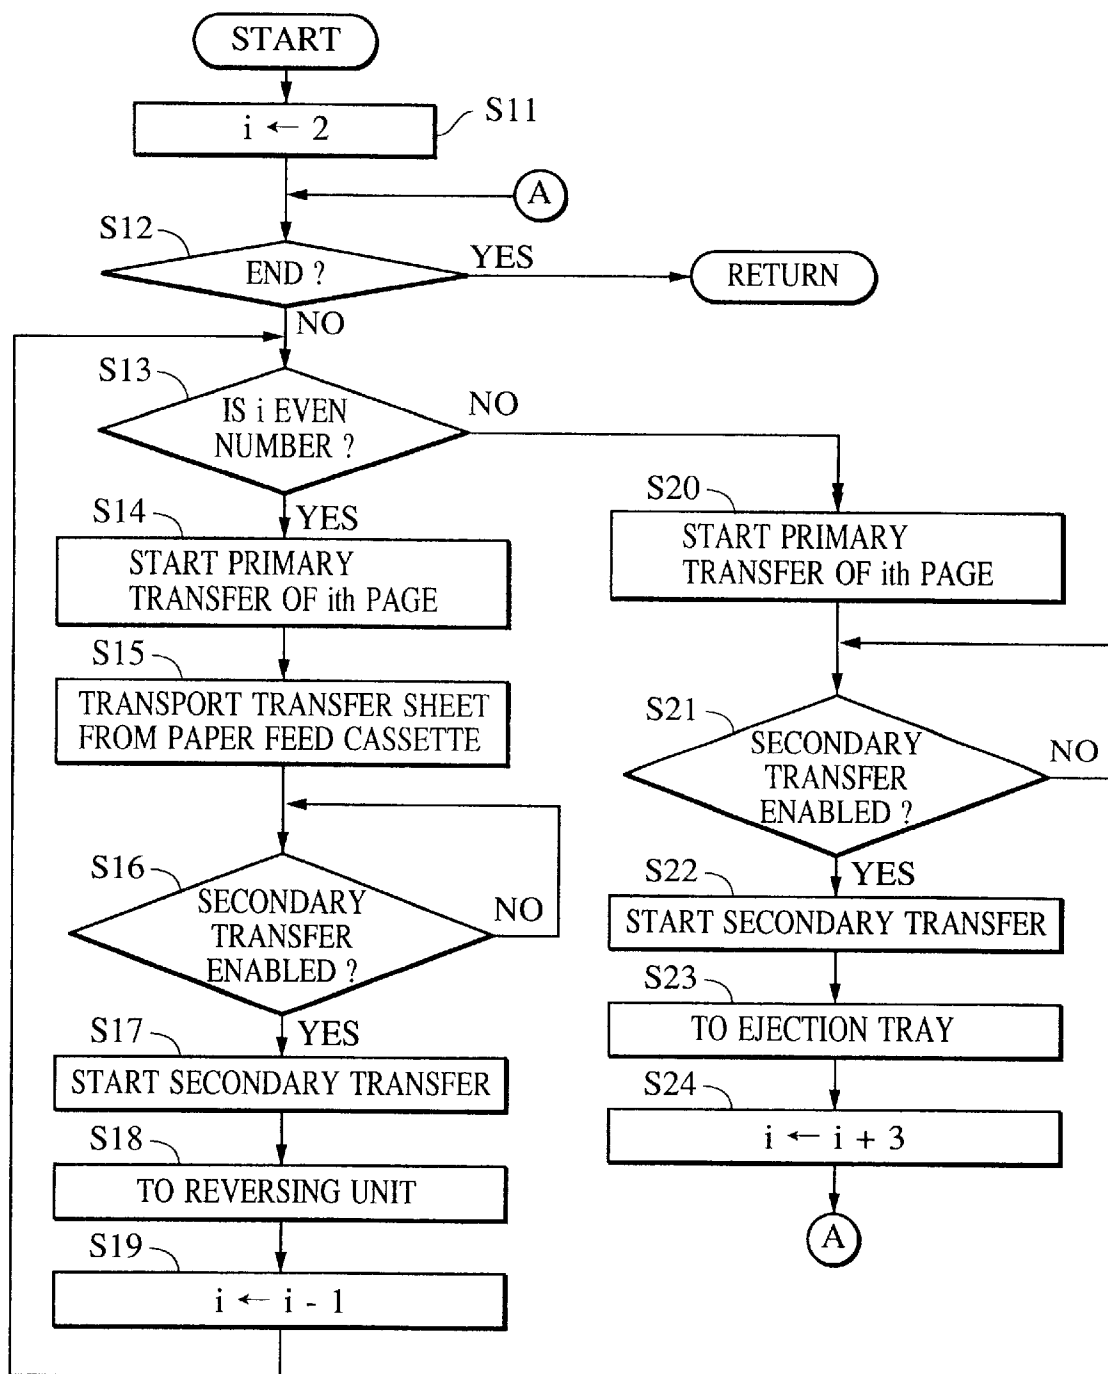 START
S11
i ← 2
A
S12
END ?
YES
RETURN
NO
S13
IS i EVEN
NUMBER ?
NO
YES
S14
START PRIMARY
TRANSFER OF ith PAGE
S15
TRANSPORT TRANSFER SHEET
FROM PAPER FEED CASSETTE
S16
SECONDARY
TRANSFER
ENABLED ?
NO
YES
S17
START SECONDARY TRANSFER
S18
TO REVERSING UNIT
S19
i ← i - 1
S20
START PRIMARY
TRANSFER OF ith PAGE
S21
SECONDARY
TRANSFER
ENABLED ?
NO
YES
S22
START SECONDARY TRANSFER
S23
TO EJECTION TRAY
S24
i ← i + 3
A